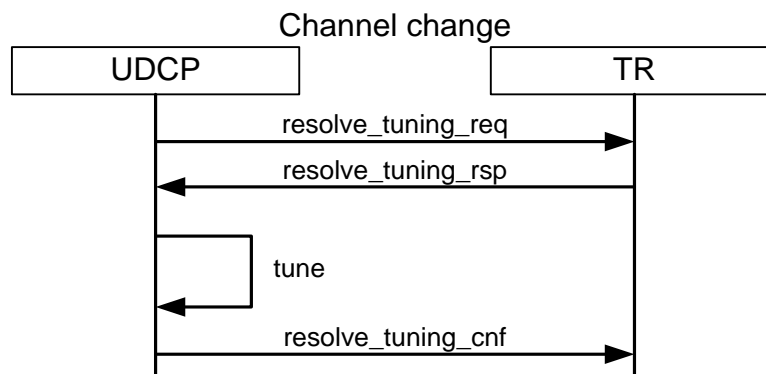 Channel change
UDCP
TR
resolve_tuning_req
resolve_tuning_rsp
tune
resolve_tuning_cnf